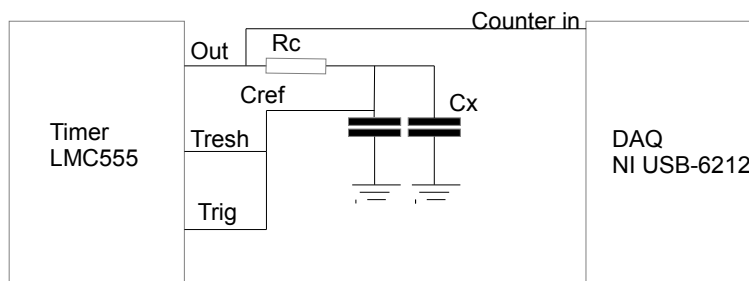 Counter in
Out
Rc
Cref
Cx
Timer
LMC555
Tresh
DAQ
NI USB-6212
Trig